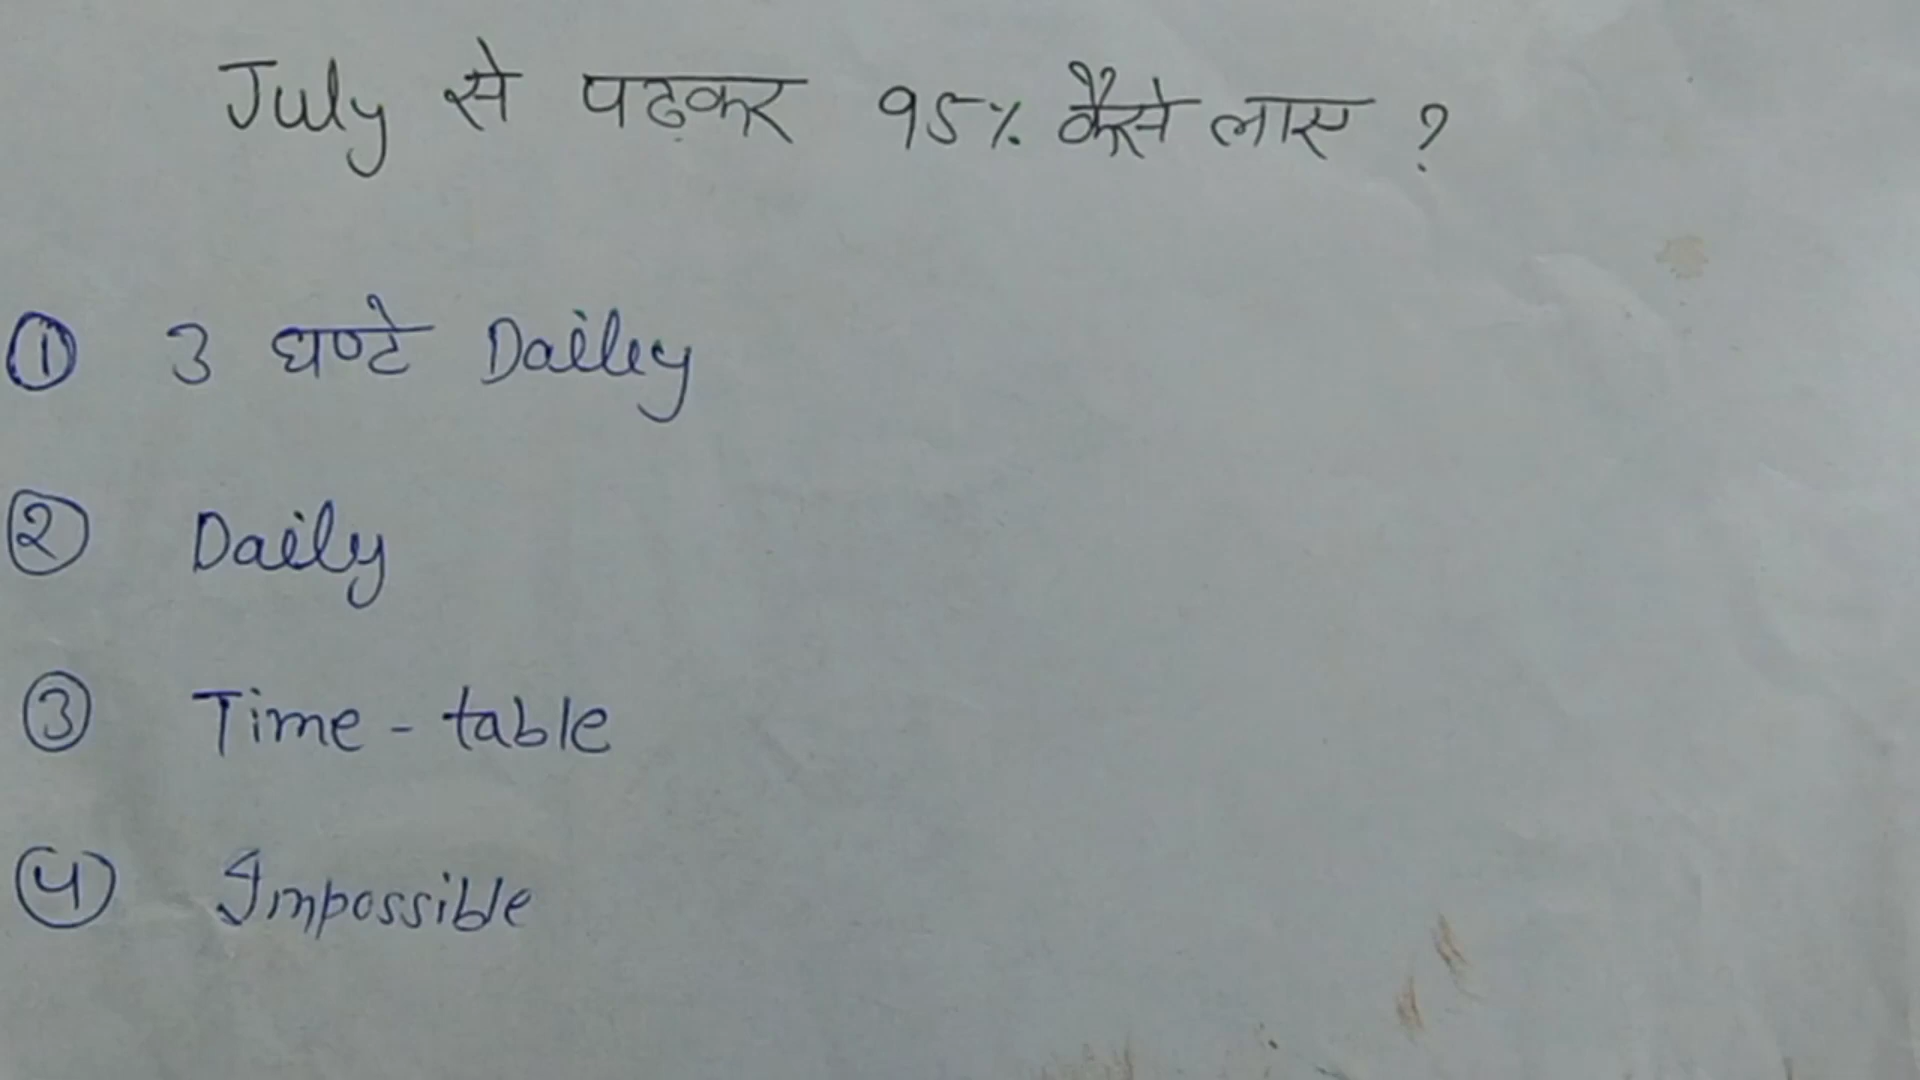 July से पढ़कर 95% कैसे लाए ?
① 3 घण्टे Dailey
② Daily
③ Time - table
④ Impossible